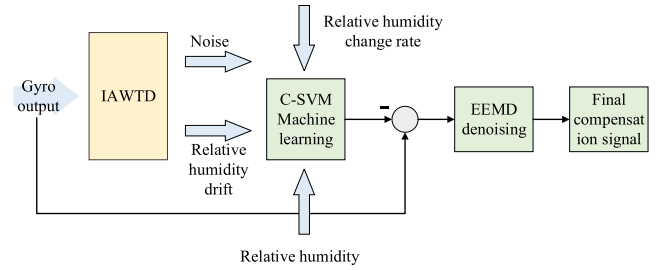 Relative humidity
change rate
Noise
Gyro
output
IAWTD
C-SVM
Machine
learning
-
EEMD
denoising
Final
compensat
ion signal
Relative
humidity
drift
Relative humidity